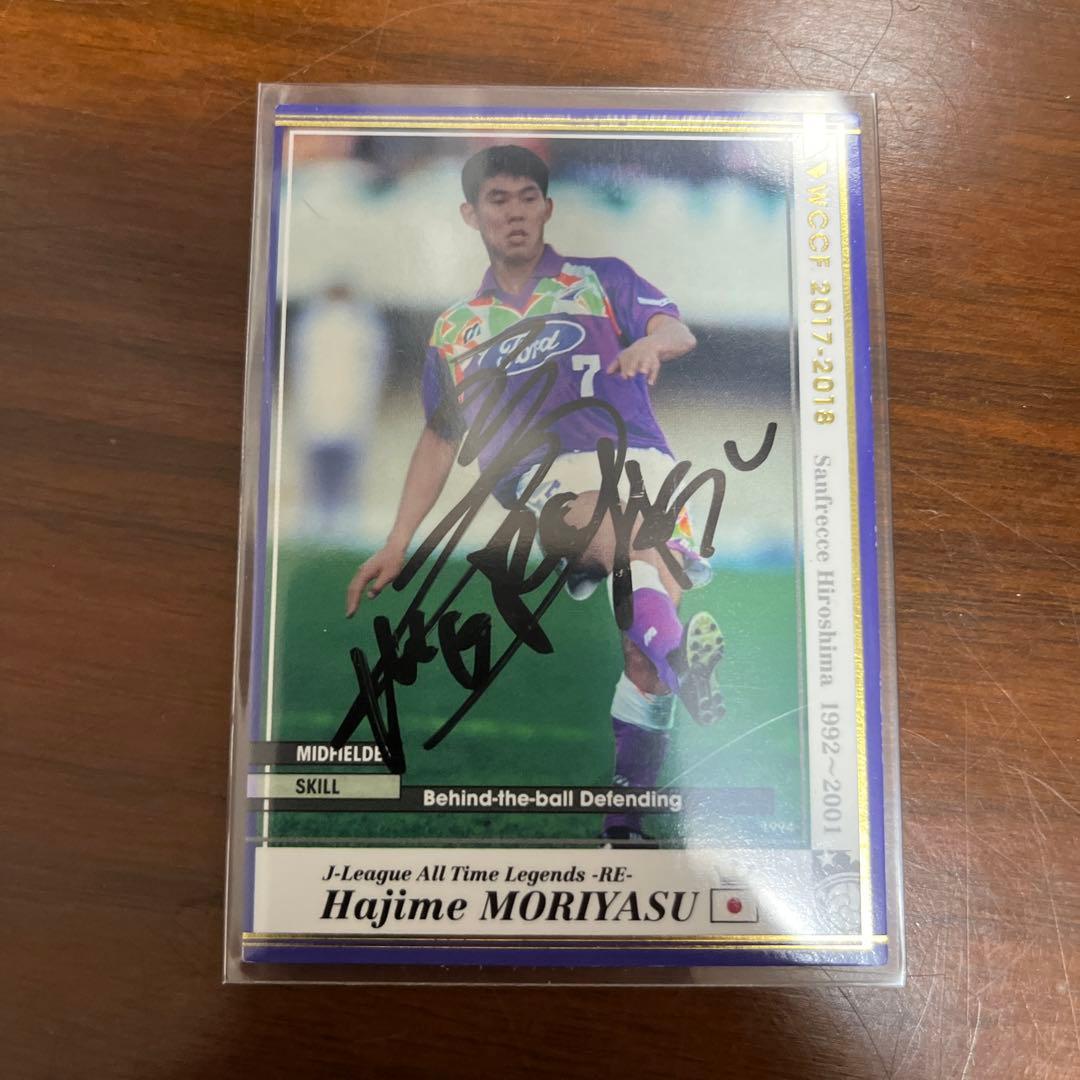 WCCF 2017-2018 Sanfrecce Hiroshima 1992~2001
Ford
7
MIDFIELDE
SKILL
Behind-the-ball Defending
1994
J-League All Time Legends -RE-
Hajime MORIYASU